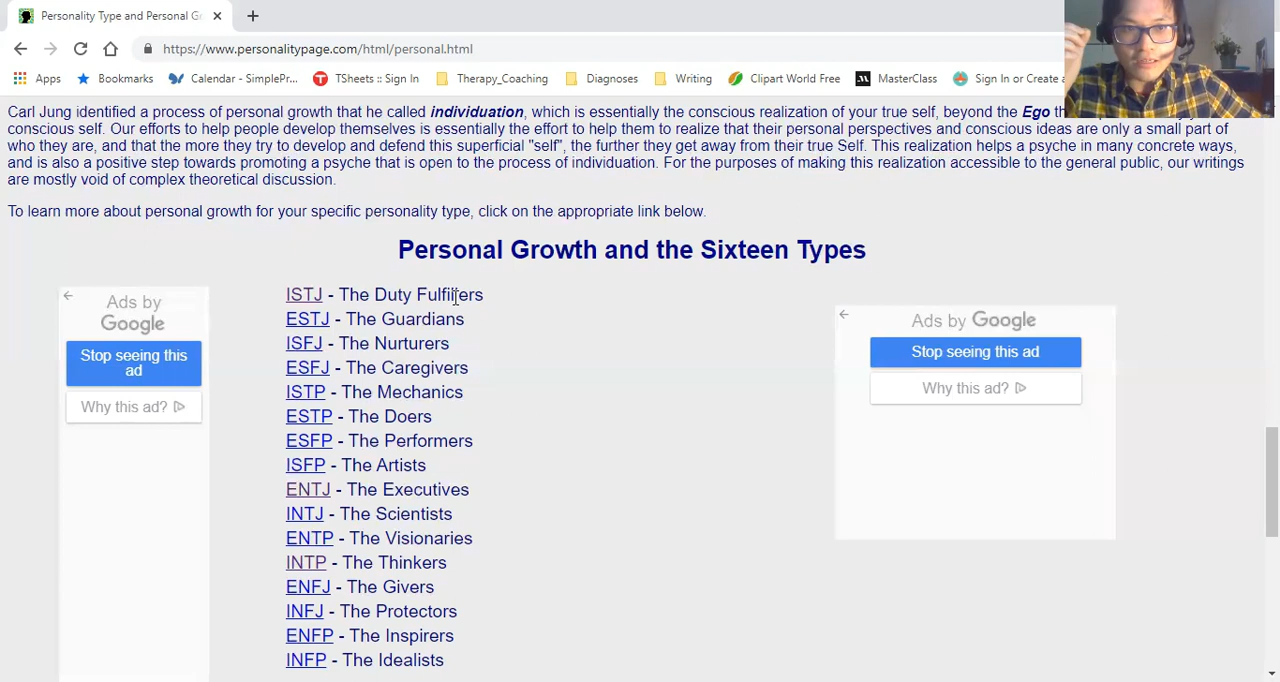 Personality Type and Personal Gr
https://www.personalitypage.com/html/personal.html
Apps
Bookmarks
Calendar - SimplePr...
TSheets :: Sign In
Therapy_Coaching
Diagnoses
Writing
Clipart World Free
MasterClass
Sign In or Create a
Carl Jung identified a process of personal growth that he called individuation, which is essentially the conscious realization of your true self, beyond the Ego
conscious self. Our efforts to help people develop themselves is essentially the effort to help them to realize that their personal perspectives and conscious ideas are only a small part of
who they are, and that the more they try to develop and defend this superficial "self", the further they get away from their true Self. This realization helps a psyche in many concrete ways,
and is also a positive step towards promoting a psyche that is open to the process of individuation. For the purposes of making this realization accessible to the general public, our writings
are mostly void of complex theoretical discussion.
To learn more about personal growth for your specific personality type, click on the appropriate link below.
Personal Growth and the Sixteen Types
ISTJ - The Duty Fulfillers
ESTJ - The Guardians
ISFJ - The Nurturers
ESFJ - The Caregivers
ISTP - The Mechanics
ESTP - The Doers
ESFP - The Performers
ISFP - The Artists
ENTJ - The Executives
INTJ - The Scientists
ENTP - The Visionaries
INTP - The Thinkers
ENFJ - The Givers
INFJ - The Protectors
ENFP - The Inspirers
INFP - The Idealists
Ads by
Google
Stop seeing this
ad
Why this ad?
Ads by Google
Stop seeing this ad
Why this ad?